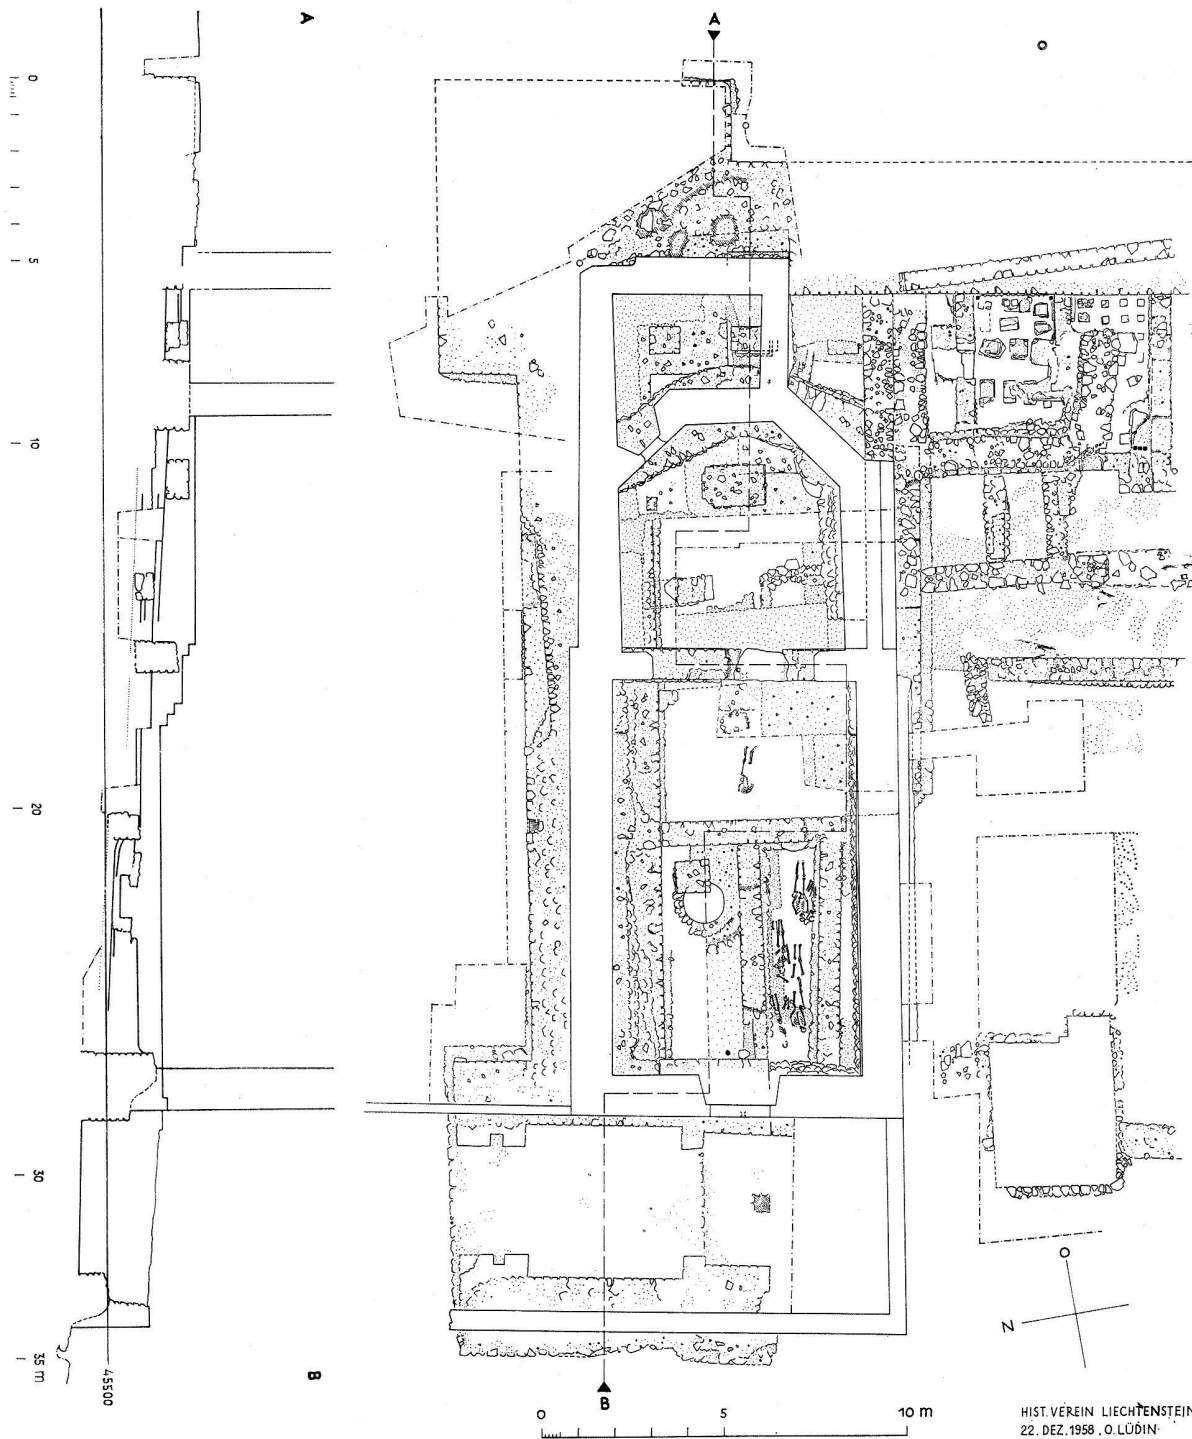 A
A
0
5
10
20
30
35 m
45500
B
B
N
O
0 5 10 m
HIST. VEREIN LIECHTENSTEIN
22. DEZ. 1958 . O. LÜDIN